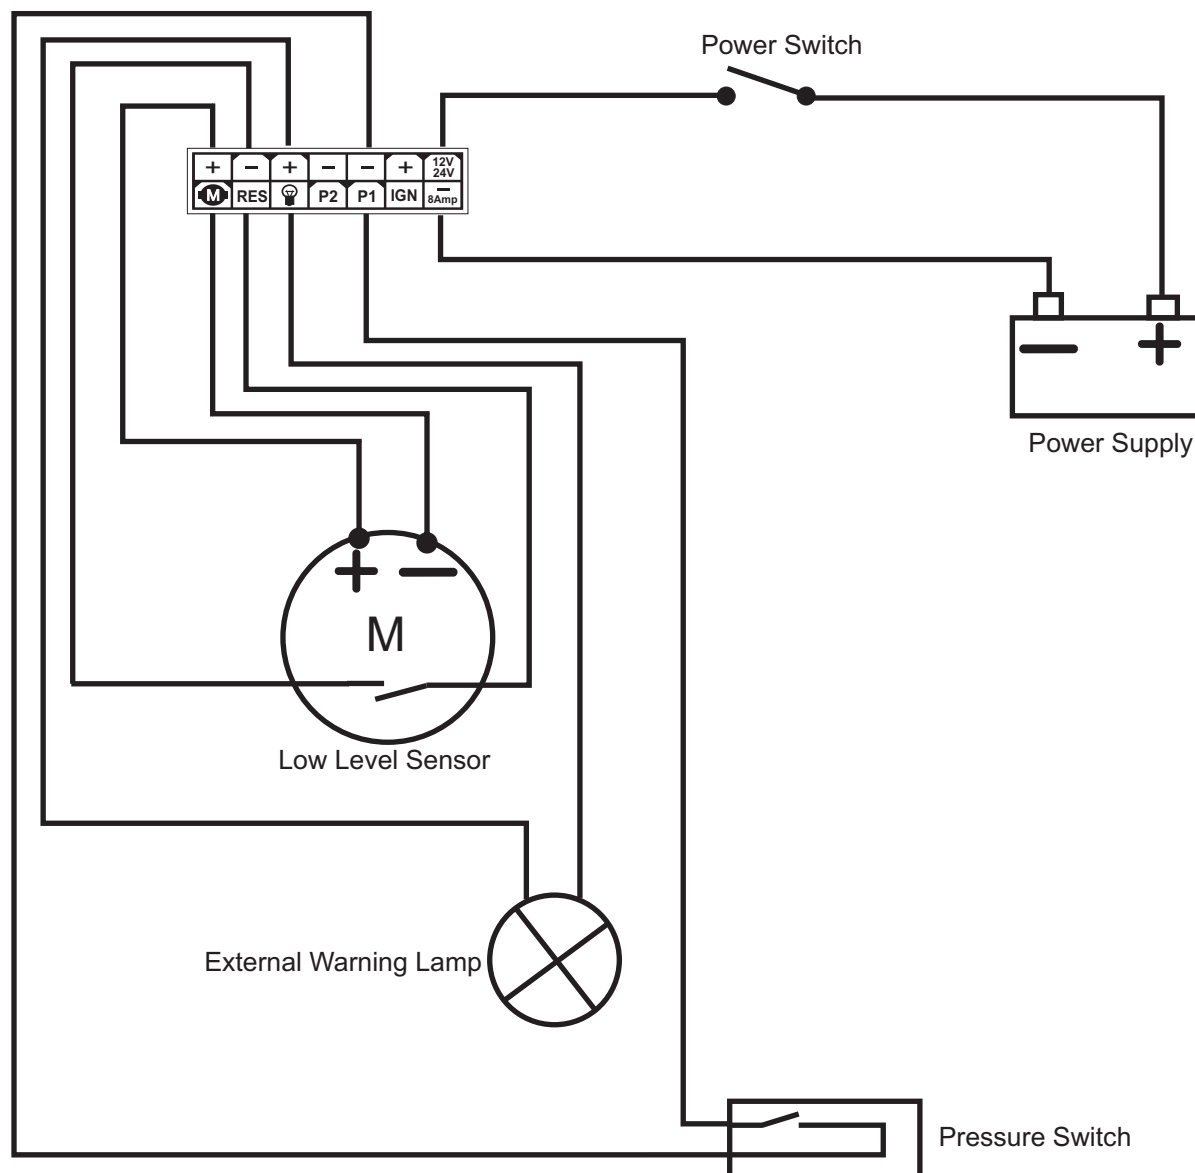 Power Switch
+ − + − − + 12V 24V
M RES P2 P1 IGN − 8Amp
− +
Power Supply
+ −
M
Low Level Sensor
External Warning Lamp
Pressure Switch